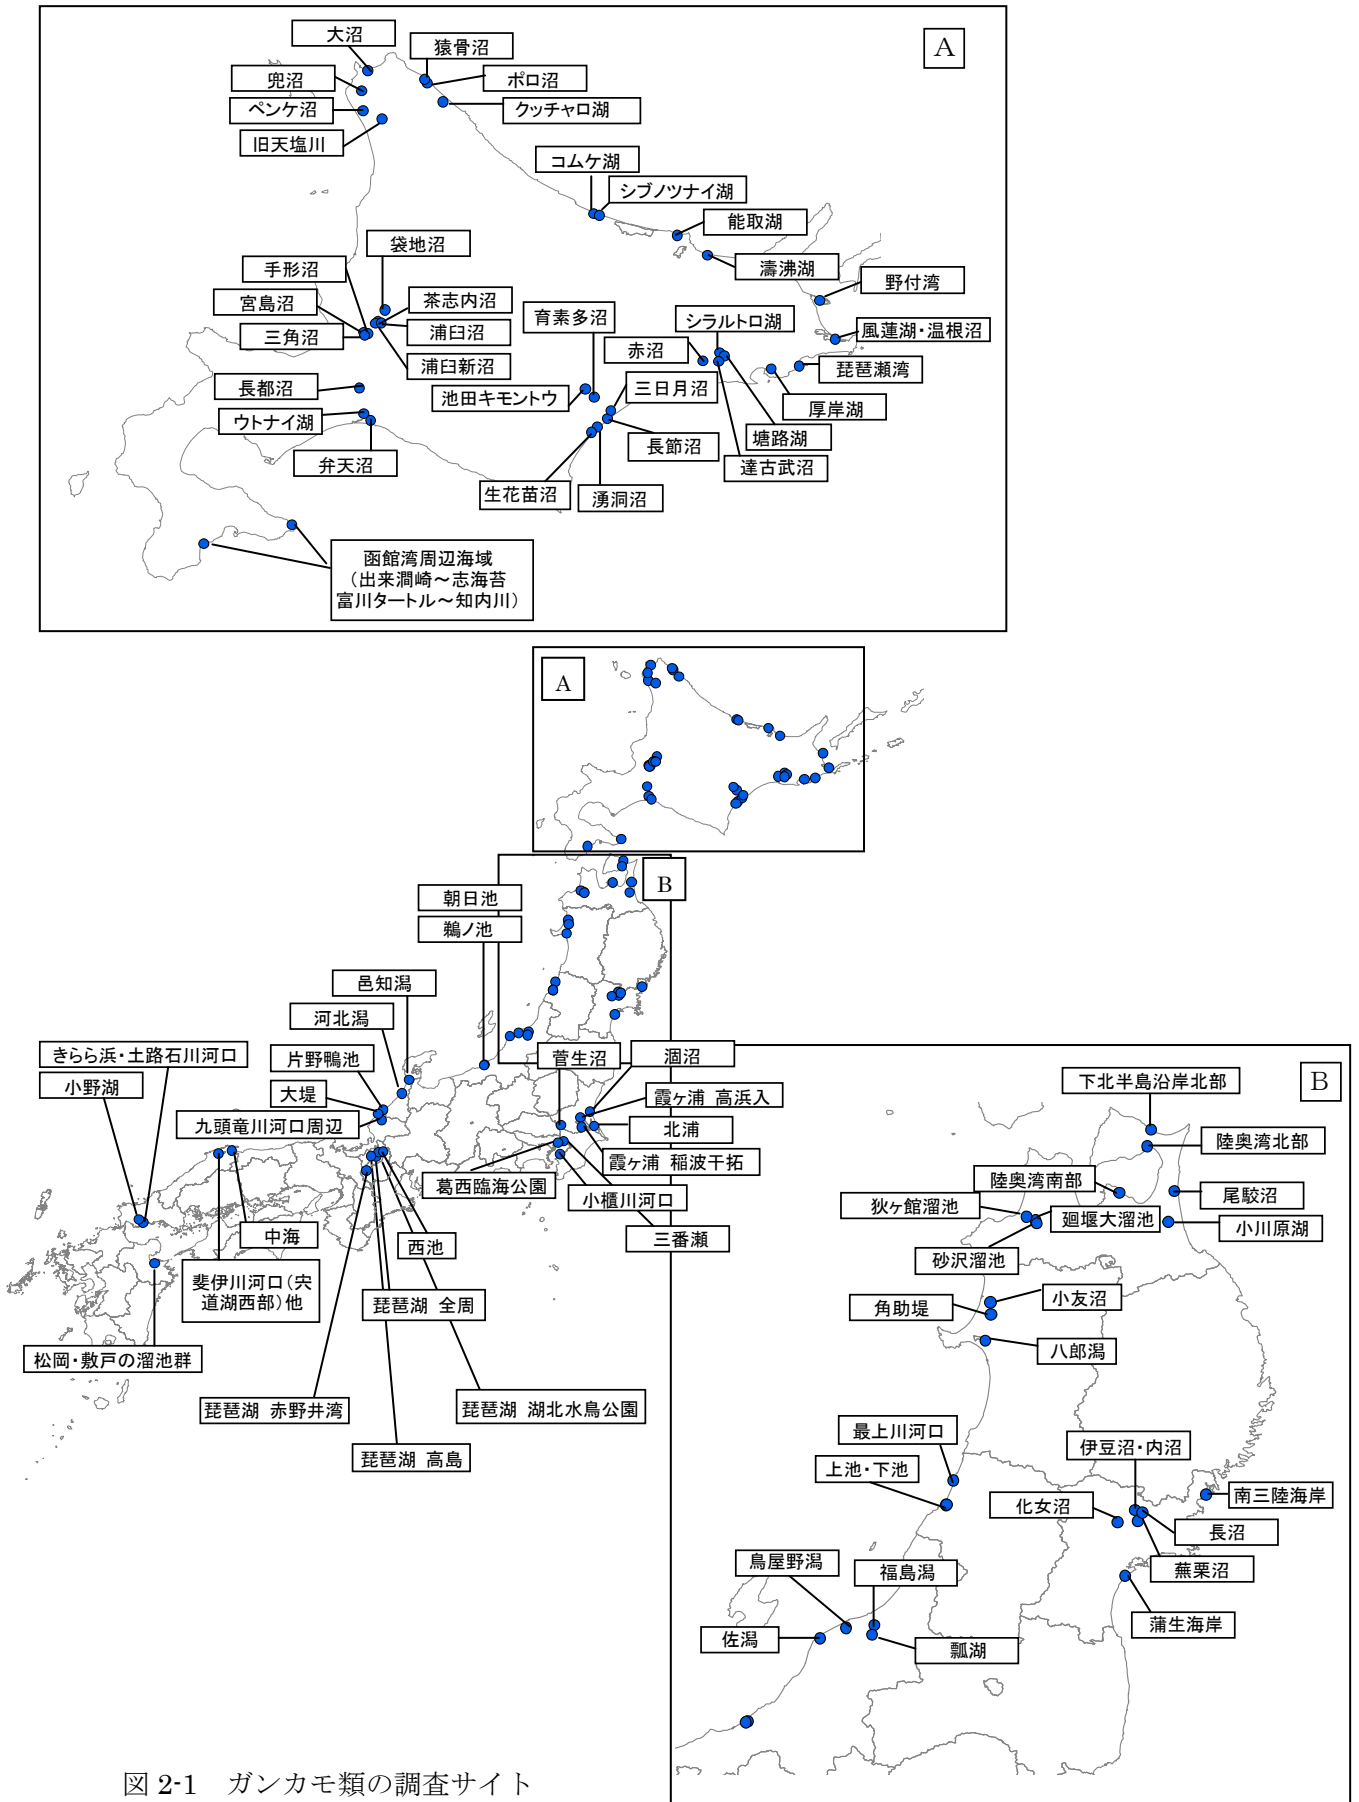 A
大沼
猿骨沼
兜沼
ポロ沼
ペンケ沼
クッチャロ湖
旧天塩川
コムケ湖
シブノツナイ湖
能取湖
袋地沼
濤沸湖
手形沼
野付湾
宮島沼
茶志内沼
育素多沼
シラルトロ湖
三角沼
浦臼沼
赤沼
風蓮湖・温根沼
浦臼新沼
琵琶瀬湾
長都沼
池田キモントウ
三日月沼
厚岸湖
ウトナイ湖
長節沼
塘路湖
弁天沼
達古武沼
生花苗沼
湧洞沼
函館湾周辺海域
(出来澗崎～志海苔
富川タートル～知内川)
A
B
朝日池
鵜ノ池
邑知潟
河北潟
きらら浜・土路石川河口
片野鴨池
菅生沼
涸沼
小野湖
大堤
霞ヶ浦 高浜入
九頭竜川河口周辺
北浦
霞ヶ浦 稲波干拓
葛西臨海公園
小櫃川河口
中海
西池
三番瀬
斐伊川河口(宍
道湖西部)他
琵琶湖 全周
松岡・敷戸の溜池群
琵琶湖 赤野井湾
琵琶湖 湖北水鳥公園
琵琶湖 高島
B
下北半島沿岸北部
陸奥湾北部
陸奥湾南部
尾駮沼
狄ヶ館溜池
廻堰大溜池
小川原湖
砂沢溜池
小友沼
角助堤
八郎潟
最上川河口
伊豆沼・内沼
上池・下池
南三陸海岸
化女沼
長沼
鳥屋野潟
福島潟
蕪栗沼
蒲生海岸
佐潟
瓢湖
図 2-1　ガンカモ類の調査サイト